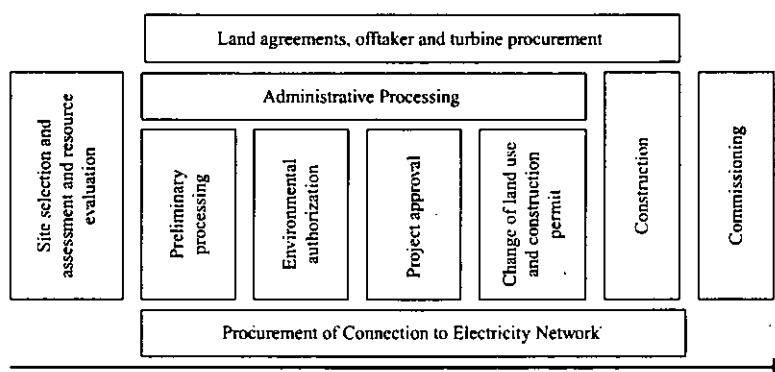 Land agreements, offtaker and turbine procurement
Administrative Processing
Site selection and
assessment and resource
evaluation
Preliminary
processing
Environmental
authorization
Project approval
Change of land use
and construction
permit
Construction
Commissioning
Procurement of Connection to Electricity Network